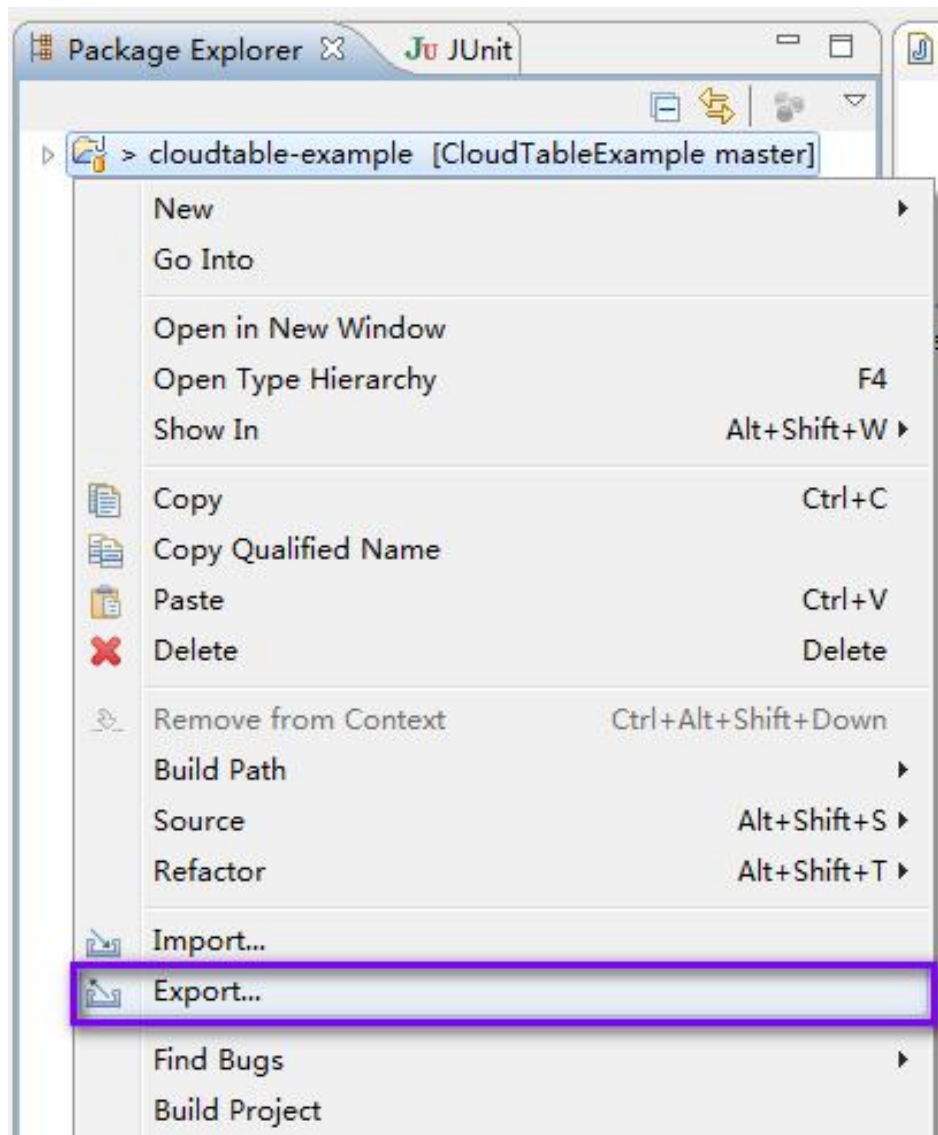 Package Explorer JUnit
> cloudtable-example [CloudTableExample master]
New
Go Into
Open in New Window
Open Type Hierarchy F4
Show In Alt+Shift+W
Copy Ctrl+C
Copy Qualified Name
Paste Ctrl+V
Delete Delete
Remove from Context Ctrl+Alt+Shift+Down
Build Path
Source Alt+Shift+S
Refactor Alt+Shift+T
Import...
Export...
Find Bugs
Build Project